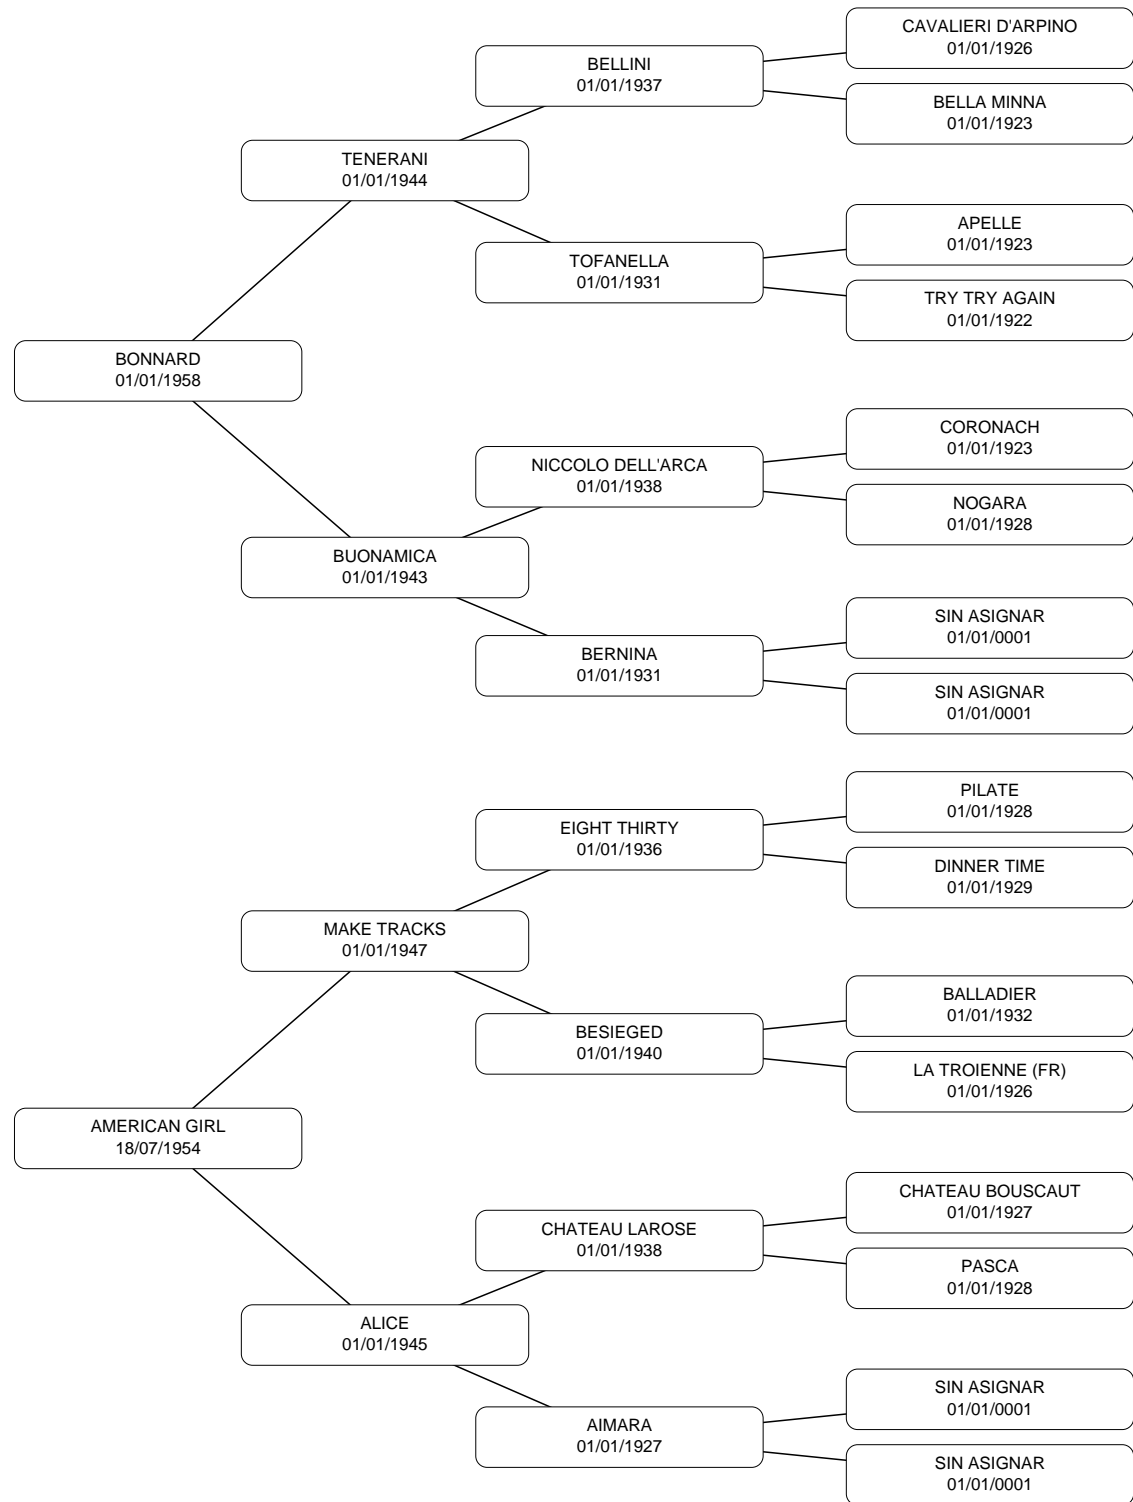 CAVALIERI D'ARPINO
01/01/1926
BELLINI
01/01/1937
BELLA MINNA
01/01/1923
TENERANI
01/01/1944
APELLE
01/01/1923
TOFANELLA
01/01/1931
TRY TRY AGAIN
01/01/1922
BONNARD
01/01/1958
CORONACH
01/01/1923
NICCOLO DELL'ARCA
01/01/1938
NOGARA
01/01/1928
BUONAMICA
01/01/1943
SIN ASIGNAR
01/01/0001
BERNINA
01/01/1931
SIN ASIGNAR
01/01/0001
PILATE
01/01/1928
EIGHT THIRTY
01/01/1936
DINNER TIME
01/01/1929
MAKE TRACKS
01/01/1947
BALLADIER
01/01/1932
BESIEGED
01/01/1940
LA TROIENNE (FR)
01/01/1926
AMERICAN GIRL
18/07/1954
CHATEAU BOUSCAUT
01/01/1927
CHATEAU LAROSE
01/01/1938
PASCA
01/01/1928
ALICE
01/01/1945
SIN ASIGNAR
01/01/0001
AIMARA
01/01/1927
SIN ASIGNAR
01/01/0001